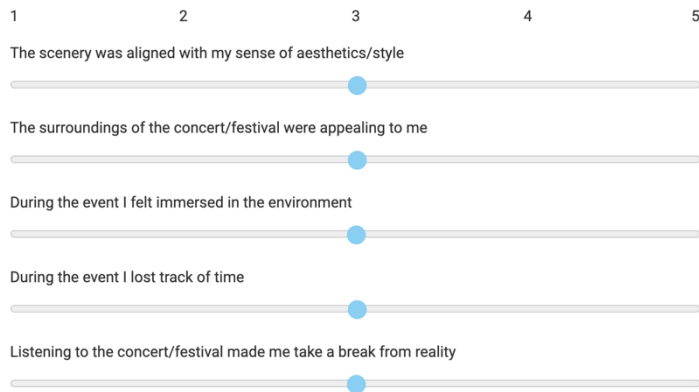 1 2 3 4 5
The scenery was aligned with my sense of aesthetics/style
The surroundings of the concert/festival were appealing to me
During the event I felt immersed in the environment
During the event I lost track of time
Listening to the concert/festival made me take a break from reality